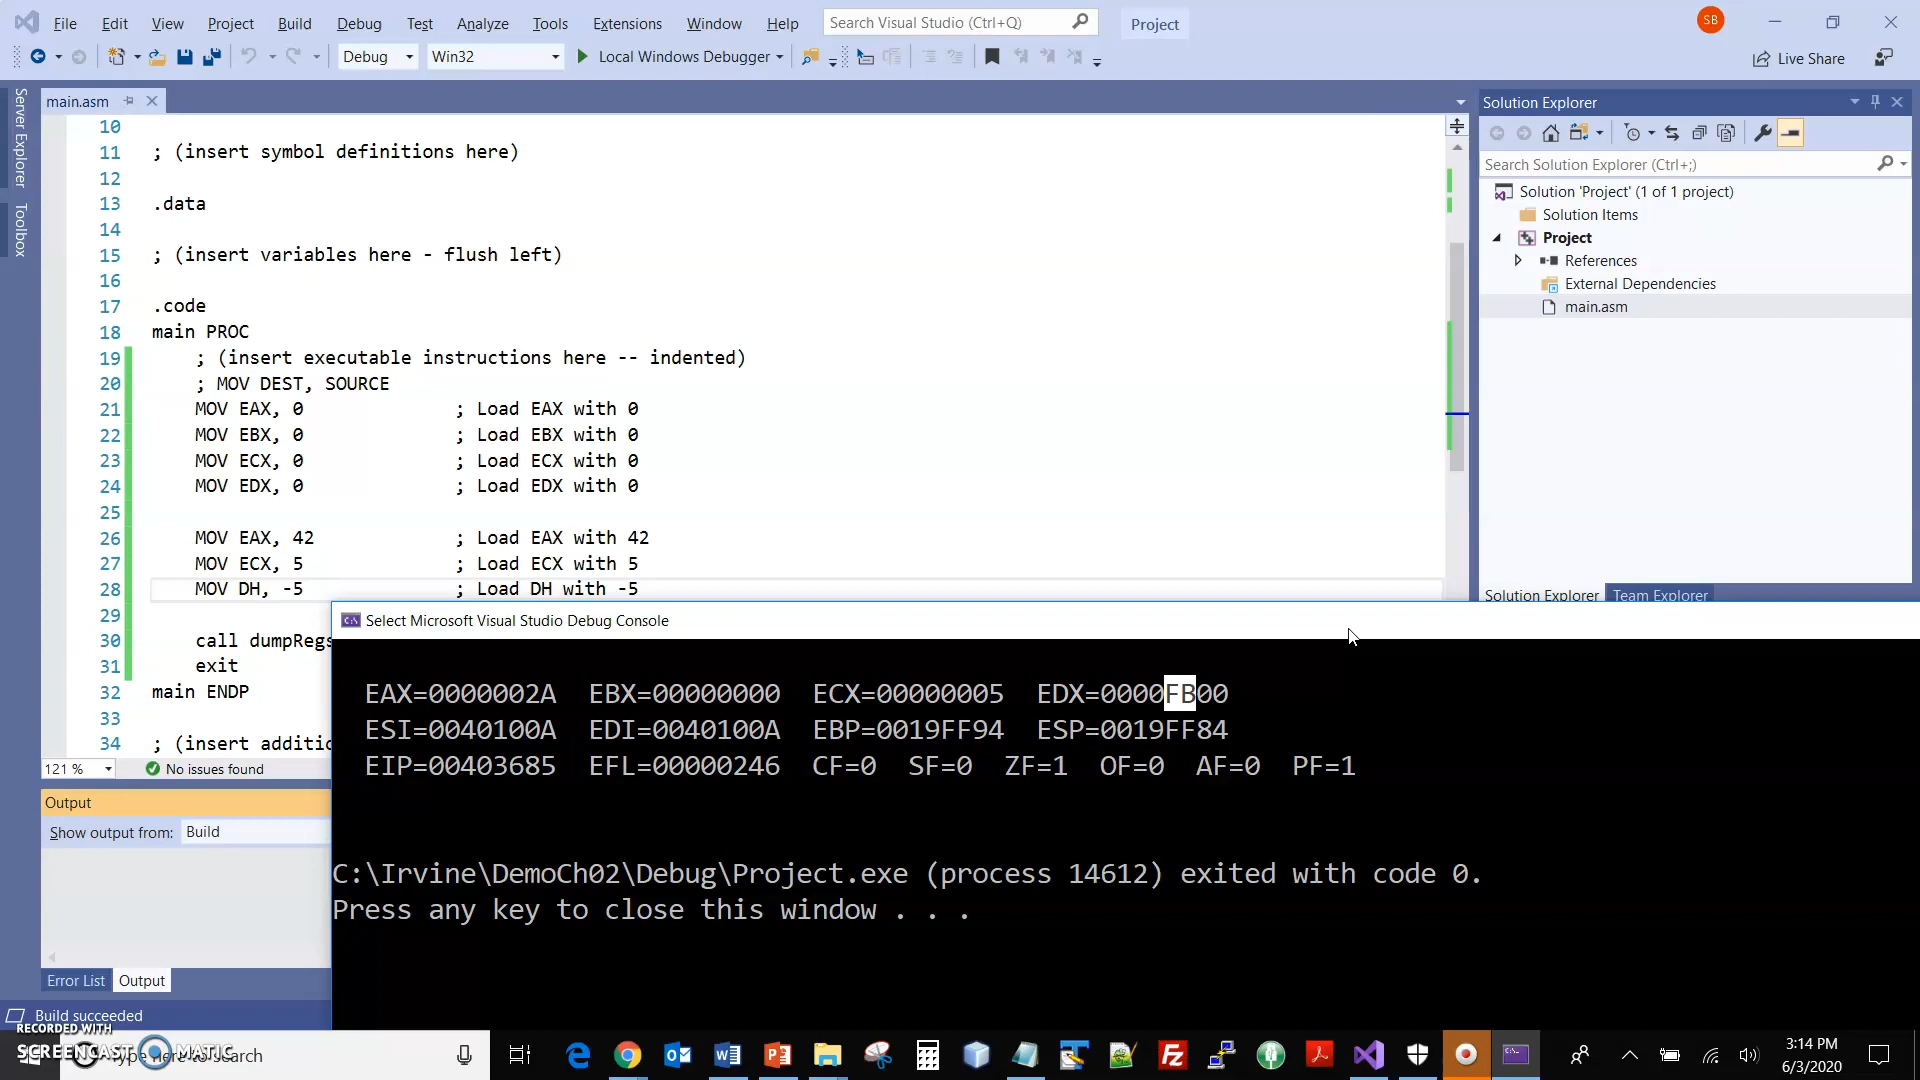 File Edit View Project Build Debug Test Analyze Tools Extensions Window Help Search Visual Studio (Ctrl+Q) Project SB
Debug Win32 Local Windows Debugger Live Share
Server Explorer
Toolbox
main.asm
10
11 ; (insert symbol definitions here)
12
13 .data
14
15 ; (insert variables here - flush left)
16
17 .code
18 main PROC
19 ; (insert executable instructions here -- indented)
20 ; MOV DEST, SOURCE
21 MOV EAX, 0 ; Load EAX with 0
22 MOV EBX, 0 ; Load EBX with 0
23 MOV ECX, 0 ; Load ECX with 0
24 MOV EDX, 0 ; Load EDX with 0
25
26 MOV EAX, 42 ; Load EAX with 42
27 MOV ECX, 5 ; Load ECX with 5
28 MOV DH, -5 ; Load DH with -5
29
30 call dumpRegs
31 exit
32 main ENDP
33
34 ; (insert additio
121 % No issues found
Solution Explorer
Search Solution Explorer (Ctrl+;)
Solution 'Project' (1 of 1 project)
Solution Items
Project
References
External Dependencies
main.asm
Solution Explorer Team Explorer
Output
Show output from: Build
Error List Output
Build succeeded
Select Microsoft Visual Studio Debug Console
EAX=0000002A EBX=00000000 ECX=00000005 EDX=0000FB00
ESI=0040100A EDI=0040100A EBP=0019FF94 ESP=0019FF84
EIP=00403685 EFL=00000246 CF=0 SF=0 ZF=1 OF=0 AF=0 PF=1
C:\Irvine\DemoCh02\Debug\Project.exe (process 14612) exited with code 0.
Press any key to close this window . . .
RECORDED WITH
SCREENCAST MATIC
Type here to search
3:14 PM
6/3/2020